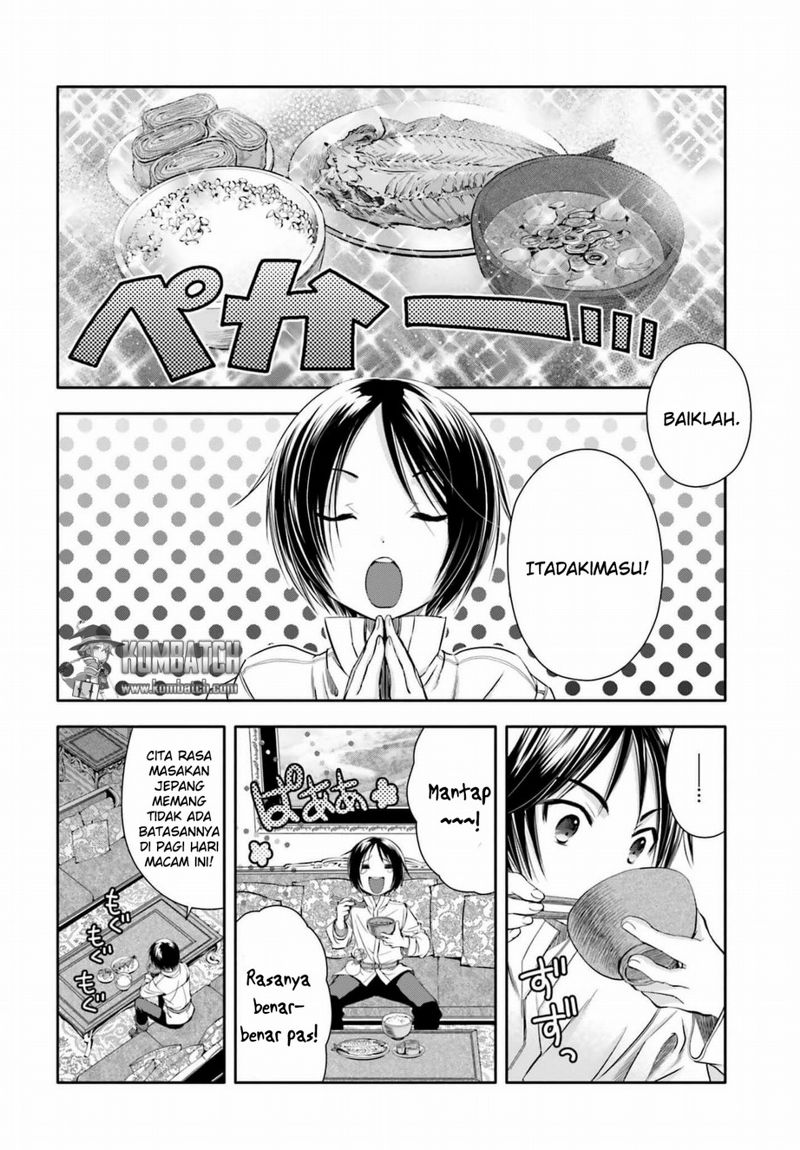 ペカーッ
BAIKLAH.
ITADAKIMASU!
KOMBATCH
www.kombatch.com
......
ずずっ
Mantap
~~~!
ぱああ
Rasanya
benar-
benar pas!
CITA RASA
MASAKAN
JEPANG
MEMANG
TIDAK ADA
BATASANNYA
DI PAGI HARI
MACAM INI!
もぐ
もぐ
もぐ